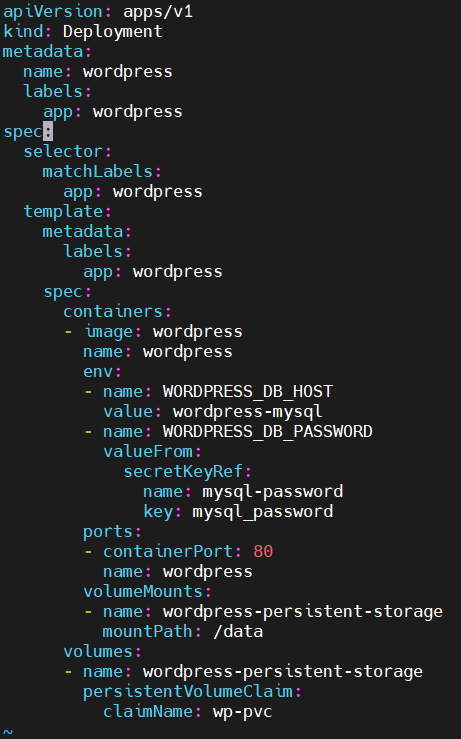 apiVersion: apps/v1
kind: Deployment
metadata:
  name: wordpress
  labels:
    app: wordpress
spec:
  selector:
    matchLabels:
      app: wordpress
  template:
    metadata:
      labels:
        app: wordpress
    spec:
      containers:
      - image: wordpress
        name: wordpress
        env:
        - name: WORDPRESS_DB_HOST
          value: wordpress-mysql
        - name: WORDPRESS_DB_PASSWORD
          valueFrom:
            secretKeyRef:
              name: mysql-password
              key: mysql_password
        ports:
        - containerPort: 80
          name: wordpress
        volumeMounts:
        - name: wordpress-persistent-storage
          mountPath: /data
      volumes:
      - name: wordpress-persistent-storage
        persistentVolumeClaim:
          claimName: wp-pvc
~